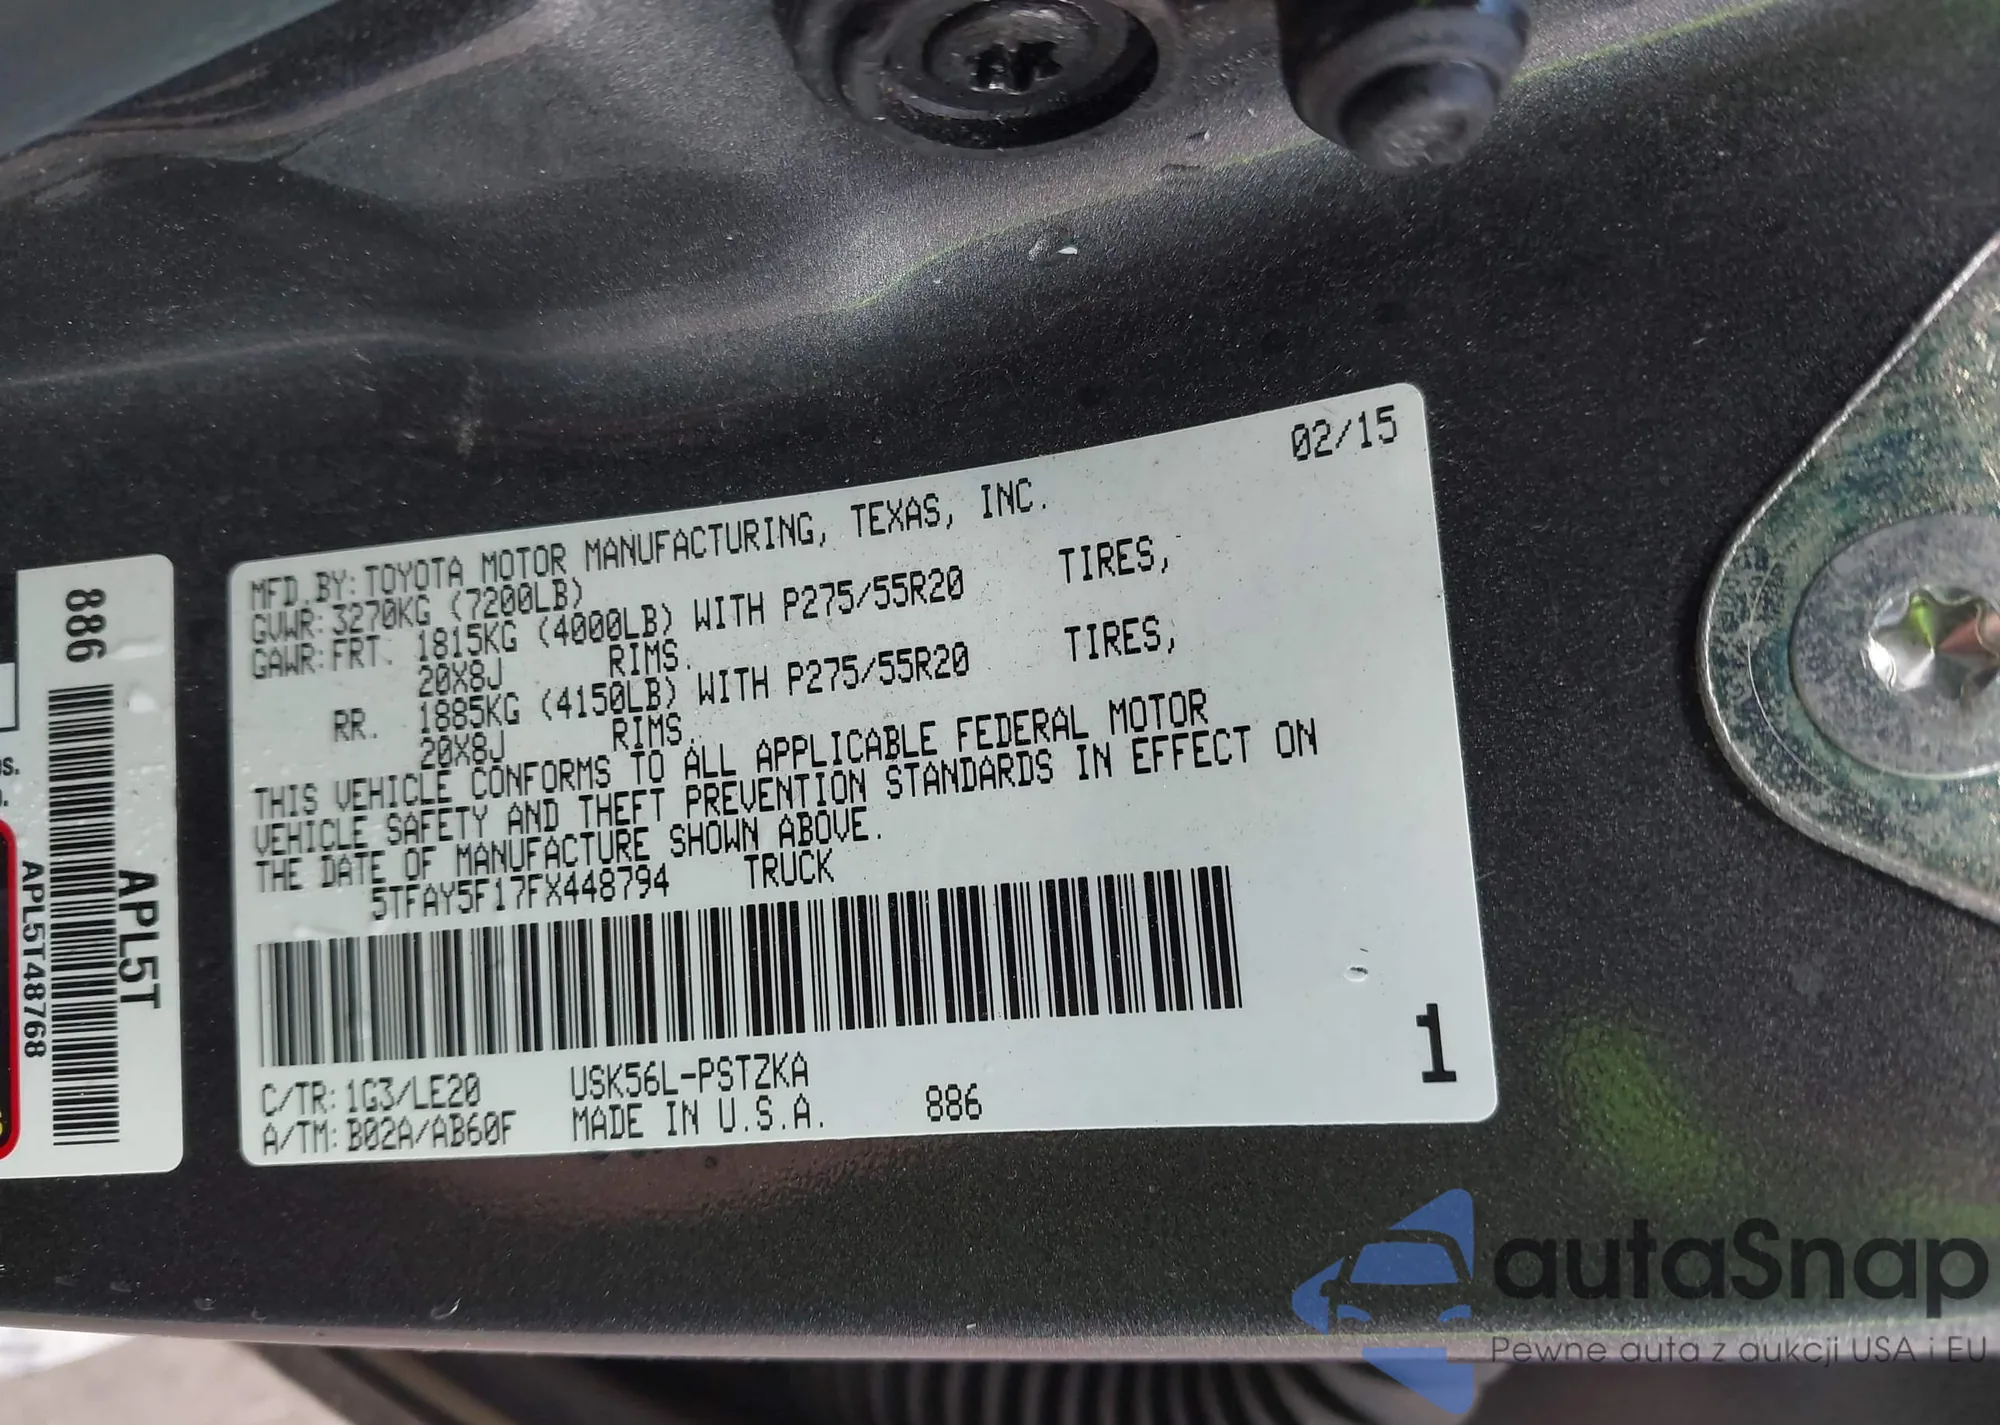 02/15
MFD.BY:TOYOTA MOTOR MANUFACTURING, TEXAS, INC.
GVWR:3270KG (7200LB)
GAWR:FRT. 1815KG (4000LB) WITH P275/55R20 TIRES,
20X8J RIMS.
RR. 1885KG (4150LB) WITH P275/55R20 TIRES,
20X8J RIMS.
THIS VEHICLE CONFORMS TO ALL APPLICABLE FEDERAL MOTOR
VEHICLE SAFETY AND THEFT PREVENTION STANDARDS IN EFFECT ON
THE DATE OF MANUFACTURE SHOWN ABOVE.
5TFAY5F17FX448794 TRUCK
C/TR:1G3/LE20 USK56L-PSTZKA
A/TM:B02A/AB60F MADE IN U.S.A. 886
1
886
APL5T
APL5T48768
autaSnap
Pewne auta z aukcji USA i EU